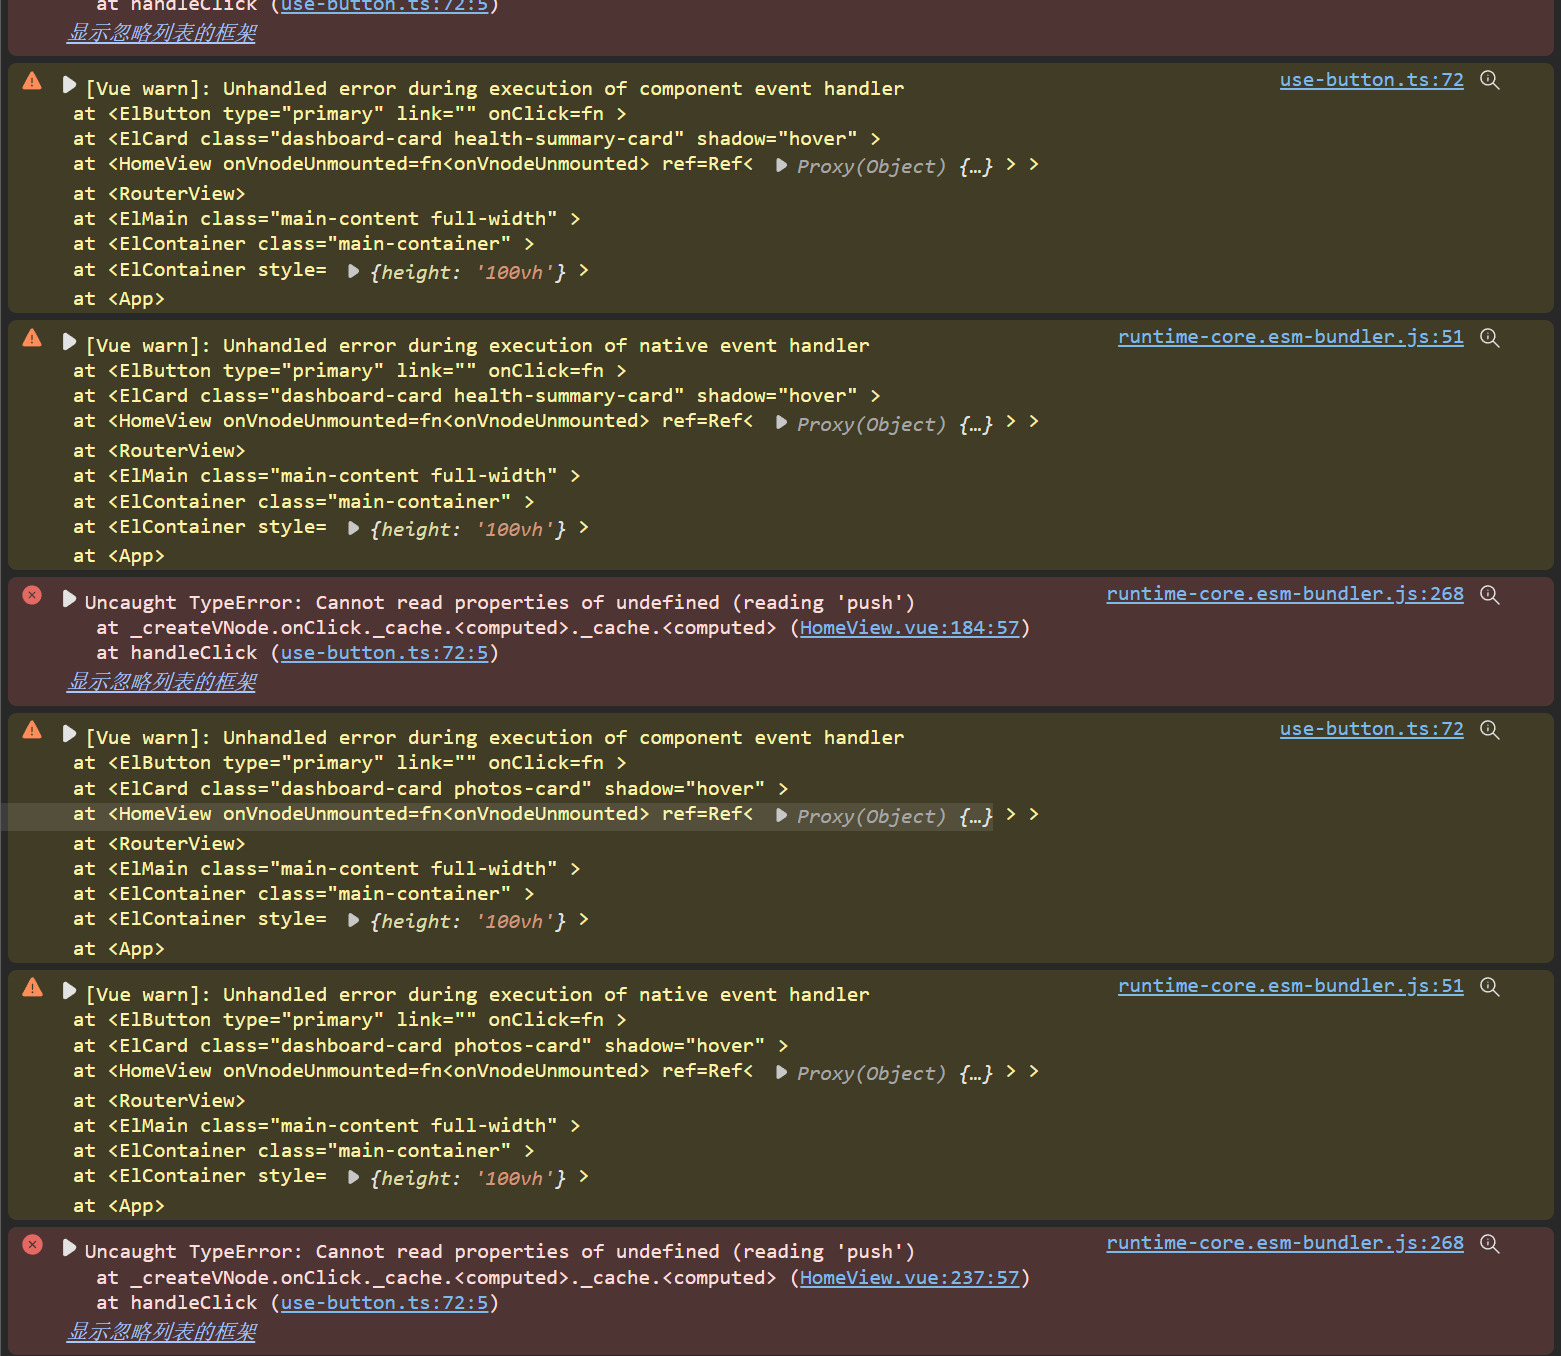 at handleClick (use-button.ts:72:5)
显示忽略列表的框架
[Vue warn]: Unhandled error during execution of component event handler use-button.ts:72
at <ElButton type="primary" link="" onClick=fn >
at <ElCard class="dashboard-card health-summary-card" shadow="hover" >
at <HomeView onVnodeUnmounted=fn<onVnodeUnmounted> ref=Ref< Proxy(Object) {…} > >
at <RouterView>
at <ElMain class="main-content full-width" >
at <ElContainer class="main-container" >
at <ElContainer style= {height: '100vh'} >
at <App>
[Vue warn]: Unhandled error during execution of native event handler runtime-core.esm-bundler.js:51
at <ElButton type="primary" link="" onClick=fn >
at <ElCard class="dashboard-card health-summary-card" shadow="hover" >
at <HomeView onVnodeUnmounted=fn<onVnodeUnmounted> ref=Ref< Proxy(Object) {…} > >
at <RouterView>
at <ElMain class="main-content full-width" >
at <ElContainer class="main-container" >
at <ElContainer style= {height: '100vh'} >
at <App>
Uncaught TypeError: Cannot read properties of undefined (reading 'push') runtime-core.esm-bundler.js:268
at _createVNode.onClick._cache.<computed>._cache.<computed> (HomeView.vue:184:57)
at handleClick (use-button.ts:72:5)
显示忽略列表的框架
[Vue warn]: Unhandled error during execution of component event handler use-button.ts:72
at <ElButton type="primary" link="" onClick=fn >
at <ElCard class="dashboard-card photos-card" shadow="hover" >
at <HomeView onVnodeUnmounted=fn<onVnodeUnmounted> ref=Ref< Proxy(Object) {…} > >
at <RouterView>
at <ElMain class="main-content full-width" >
at <ElContainer class="main-container" >
at <ElContainer style= {height: '100vh'} >
at <App>
[Vue warn]: Unhandled error during execution of native event handler runtime-core.esm-bundler.js:51
at <ElButton type="primary" link="" onClick=fn >
at <ElCard class="dashboard-card photos-card" shadow="hover" >
at <HomeView onVnodeUnmounted=fn<onVnodeUnmounted> ref=Ref< Proxy(Object) {…} > >
at <RouterView>
at <ElMain class="main-content full-width" >
at <ElContainer class="main-container" >
at <ElContainer style= {height: '100vh'} >
at <App>
Uncaught TypeError: Cannot read properties of undefined (reading 'push') runtime-core.esm-bundler.js:268
at _createVNode.onClick._cache.<computed>._cache.<computed> (HomeView.vue:237:57)
at handleClick (use-button.ts:72:5)
显示忽略列表的框架